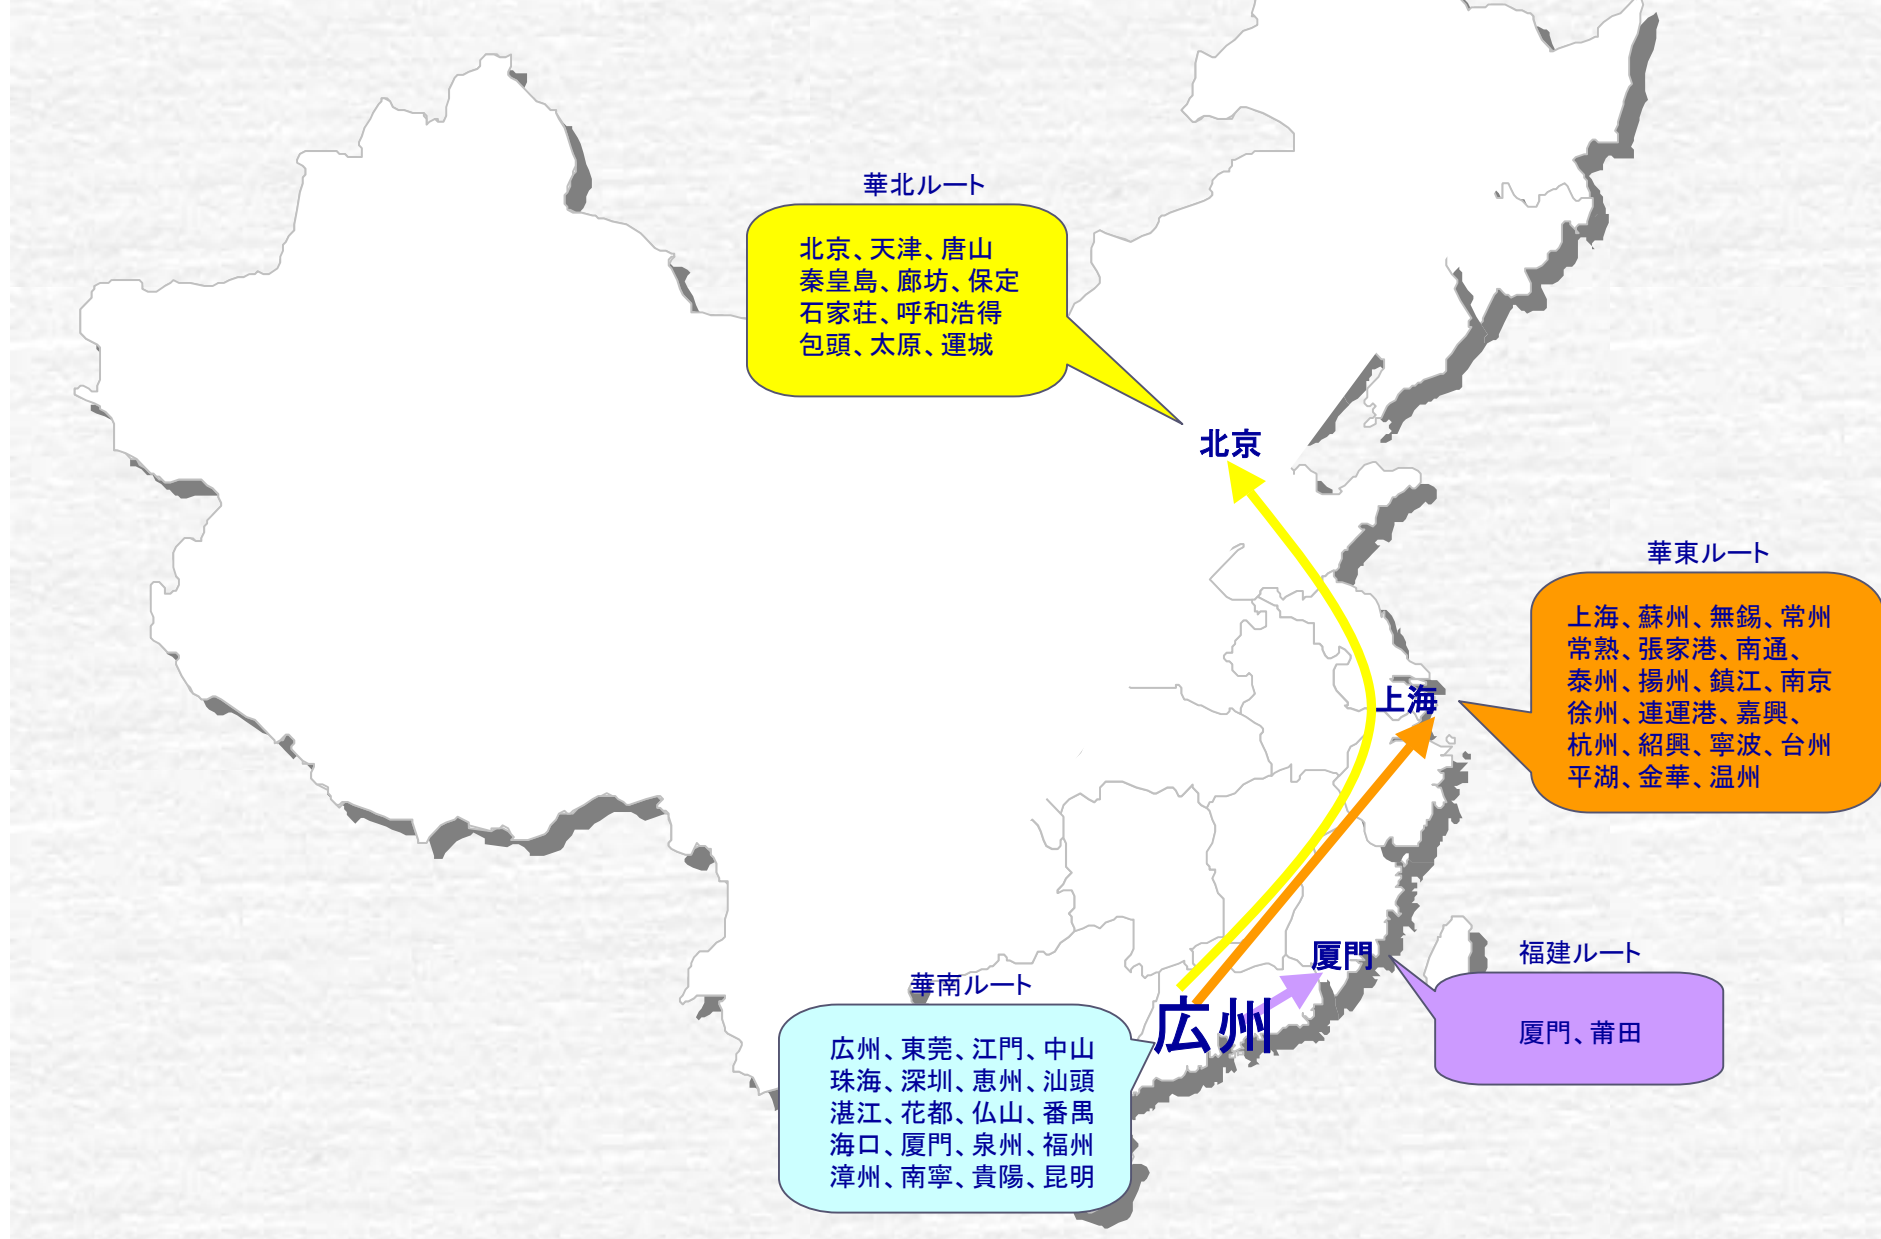 華北ルート
北京、天津、唐山
秦皇島、廊坊、保定
石家荘、呼和浩得
包頭、太原、運城
北京
華東ルート
上海、蘇州、無錫、常州
常熟、張家港、南通、
泰州、揚州、鎮江、南京
徐州、連運港、嘉興、
杭州、紹興、寧波、台州
平湖、金華、温州
上海
福建ルート
厦門、莆田
厦門
華南ルート
広州、東莞、江門、中山
珠海、深圳、恵州、汕頭
湛江、花都、仏山、番禺
海口、厦門、泉州、福州
漳州、南寧、貴陽、昆明
広州